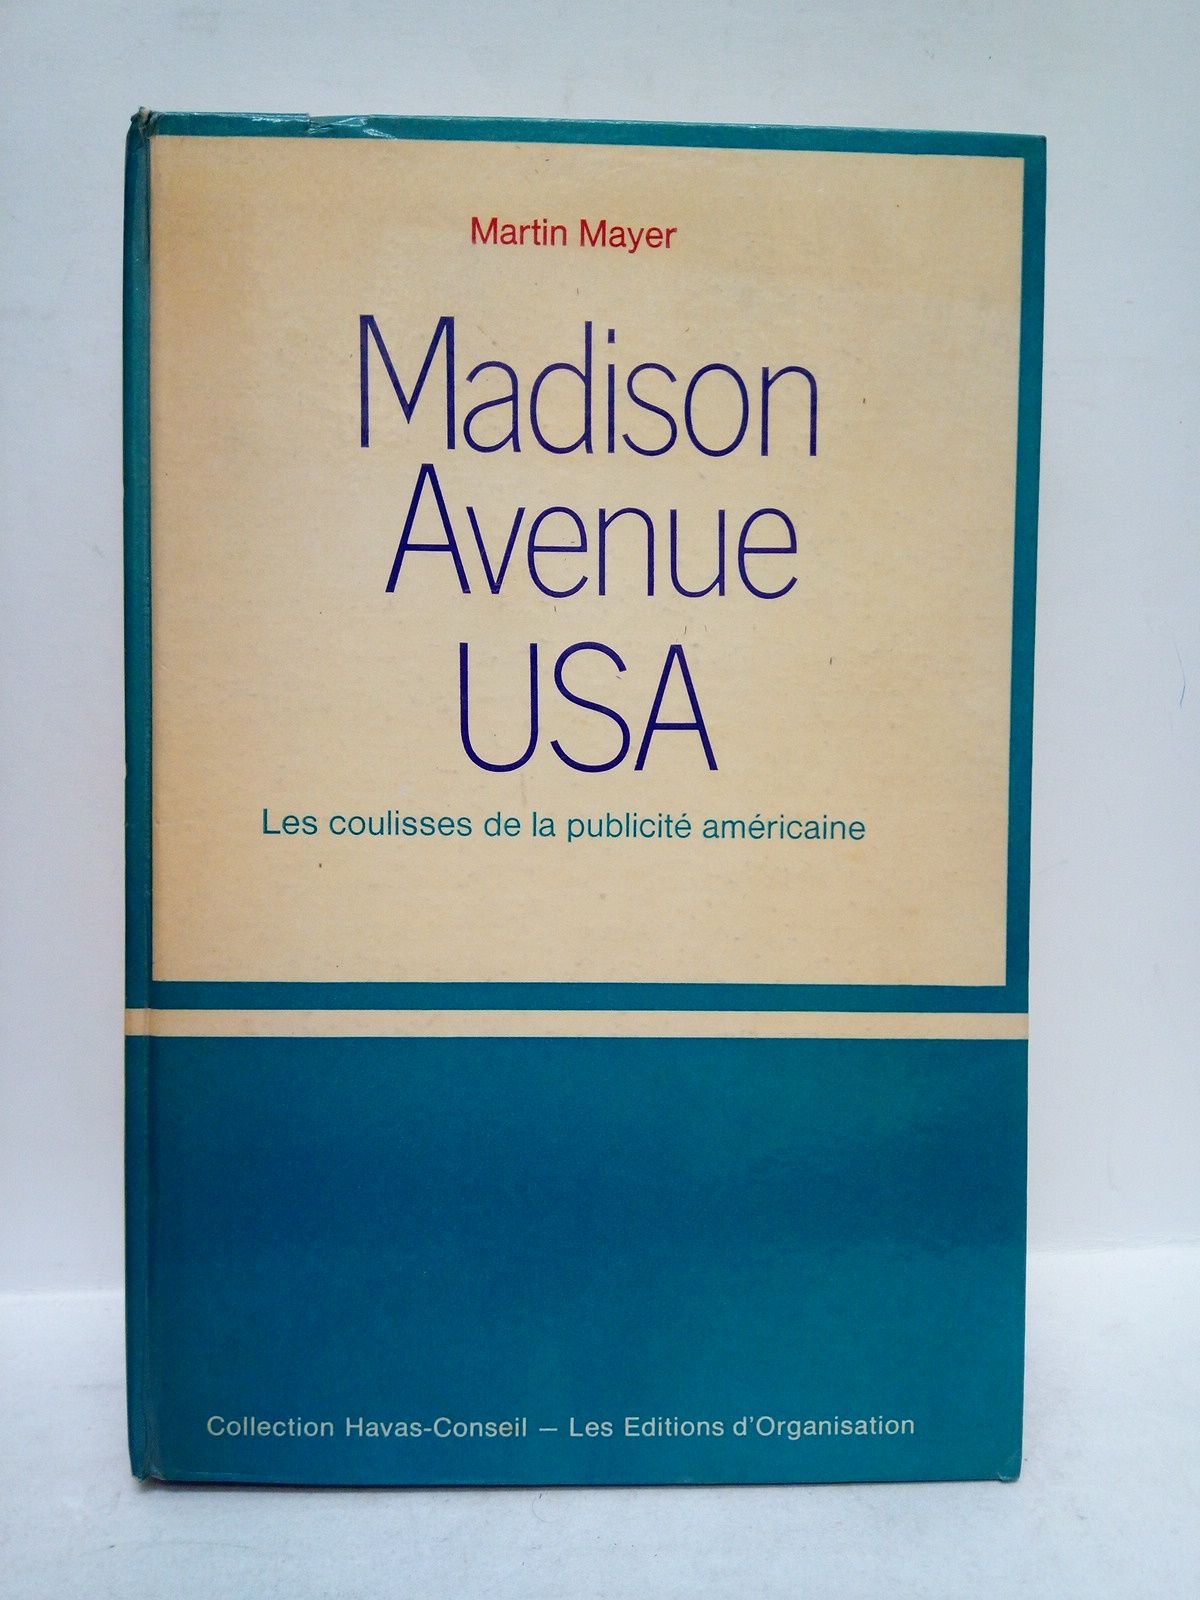 Martin Mayer
Madison
Avenue
USA
Les coulisses de la publicité américaine
Collection Havas-Conseil – Les Editions d'Organisation